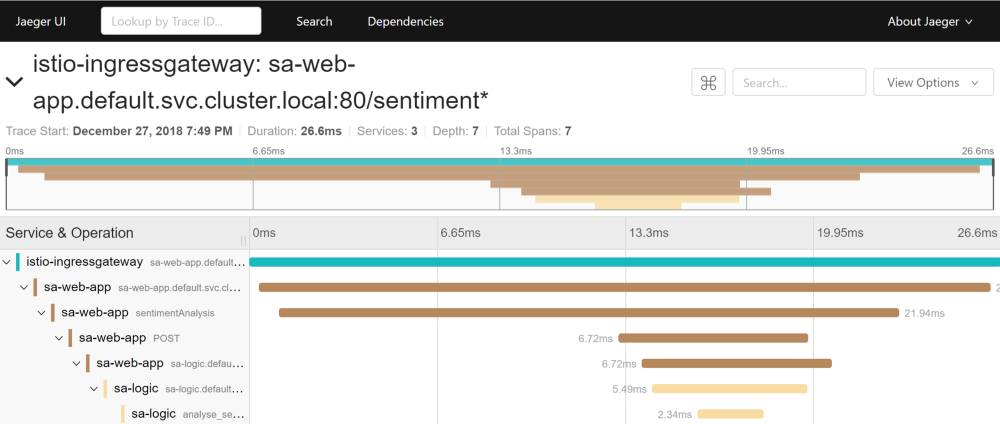 Jaeger UI Lookup by Trace ID... Search Dependencies About Jaeger
istio-ingressgateway: sa-web-
app.default.svc.cluster.local:80/sentiment*
⌘ Search... View Options
Trace Start: December 27, 2018 7:49 PM Duration: 26.6ms Services: 3 Depth: 7 Total Spans: 7
0ms 6.65ms 13.3ms 19.95ms 26.6ms
Service & Operation 0ms 6.65ms 13.3ms 19.95ms 26.6ms
istio-ingressgateway sa-web-app.default...
sa-web-app sa-web-app.default.svc.cl...
sa-web-app sentimentAnalysis 21.94ms
sa-web-app POST 6.72ms
sa-web-app sa-logic.defau... 6.72ms
sa-logic sa-logic.default... 5.49ms
sa-logic analyse_se... 2.34ms